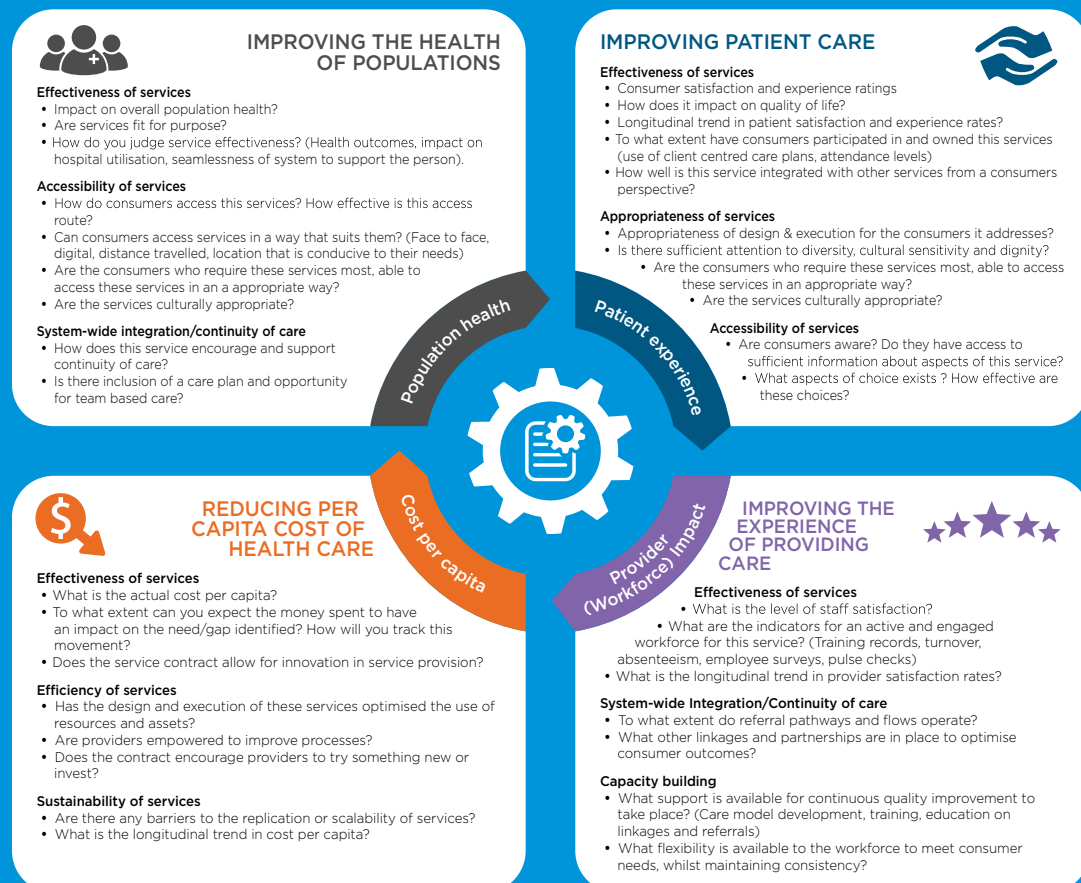 IMPROVING THE HEALTH
OF POPULATIONS
Effectiveness of services
• Impact on overall population health?
• Are services fit for purpose?
• How do you judge service effectiveness? (Health outcomes, impact on
hospital utilisation, seamlessness of system to support the person).
Accessibility of services
• How do consumers access this services? How effective is this access
route?
• Can consumers access services in a way that suits them? (Face to face,
digital, distance travelled, location that is conducive to their needs)
• Are the consumers who require these services most, able to
access these services in an a appropriate way?
• Are the services culturally appropriate?
System-wide integration/continuity of care
• How does this service encourage and support
continuity of care?
• Is there inclusion of a care plan and opportunity
for team based care?
Population health
IMPROVING PATIENT CARE
Effectiveness of services
• Consumer satisfaction and experience ratings
• How does it impact on quality of life?
• Longitudinal trend in patient satisfaction and experience rates?
• To what extent have consumers participated in and owned this services
(use of client centred care plans, attendance levels)
• How well is this service integrated with other services from a consumers
perspective?
Appropriateness of services
• Appropriateness of design & execution for the consumers it addresses?
• Is there sufficient attention to diversity, cultural sensitivity and dignity?
• Are the consumers who require these services most, able to access
these services in an appropriate way?
• Are the services culturally appropriate?
Accessibility of services
• Are consumers aware? Do they have access to
sufficient information about aspects of this service?
• What aspects of choice exists ? How effective are
these choices?
Patient experience
$
REDUCING PER
CAPITA COST OF
HEALTH CARE
Effectiveness of services
• What is the actual cost per capita?
• To what extent can you expect the money spent to have
an impact on the need/gap identified? How will you track this
movement?
• Does the service contract allow for innovation in service provision?
Efficiency of services
• Has the design and execution of these services optimised the use of
resources and assets?
• Are providers empowered to improve processes?
• Does the contract encourage providers to try something new or
invest?
Sustainability of services
• Are there any barriers to the replication or scalability of services?
• What is the longitudinal trend in cost per capita?
Cost per capita
IMPROVING THE
EXPERIENCE
OF PROVIDING
CARE
Effectiveness of services
• What is the level of staff satisfaction?
• What are the indicators for an active and engaged
workforce for this service? (Training records, turnover,
absenteeism, employee surveys, pulse checks)
• What is the longitudinal trend in provider satisfaction rates?
System-wide Integration/Continuity of care
• To what extent do referral pathways and flows operate?
• What other linkages and partnerships are in place to optimise
consumer outcomes?
Capacity building
• What support is available for continuous quality improvement to
take place? (Care model development, training, education on
linkages and referrals)
• What flexibility is available to the workforce to meet consumer
needs, whilst maintaining consistency?
Provider
(Workforce) Impact